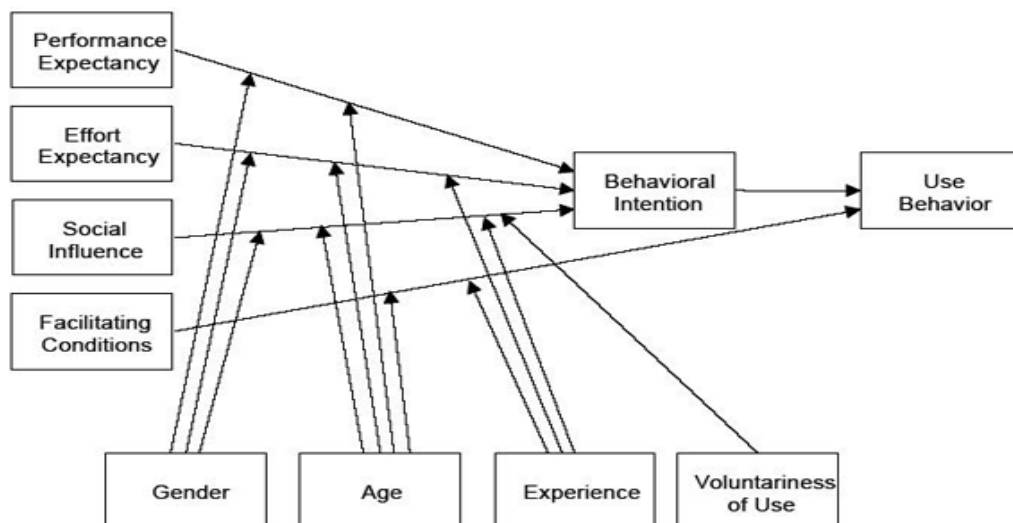 Performance
Expectancy
Effort
Expectancy
Social
Influence
Facilitating
Conditions
Behavioral
Intention
Use
Behavior
Gender
Age
Experience
Voluntariness
of Use